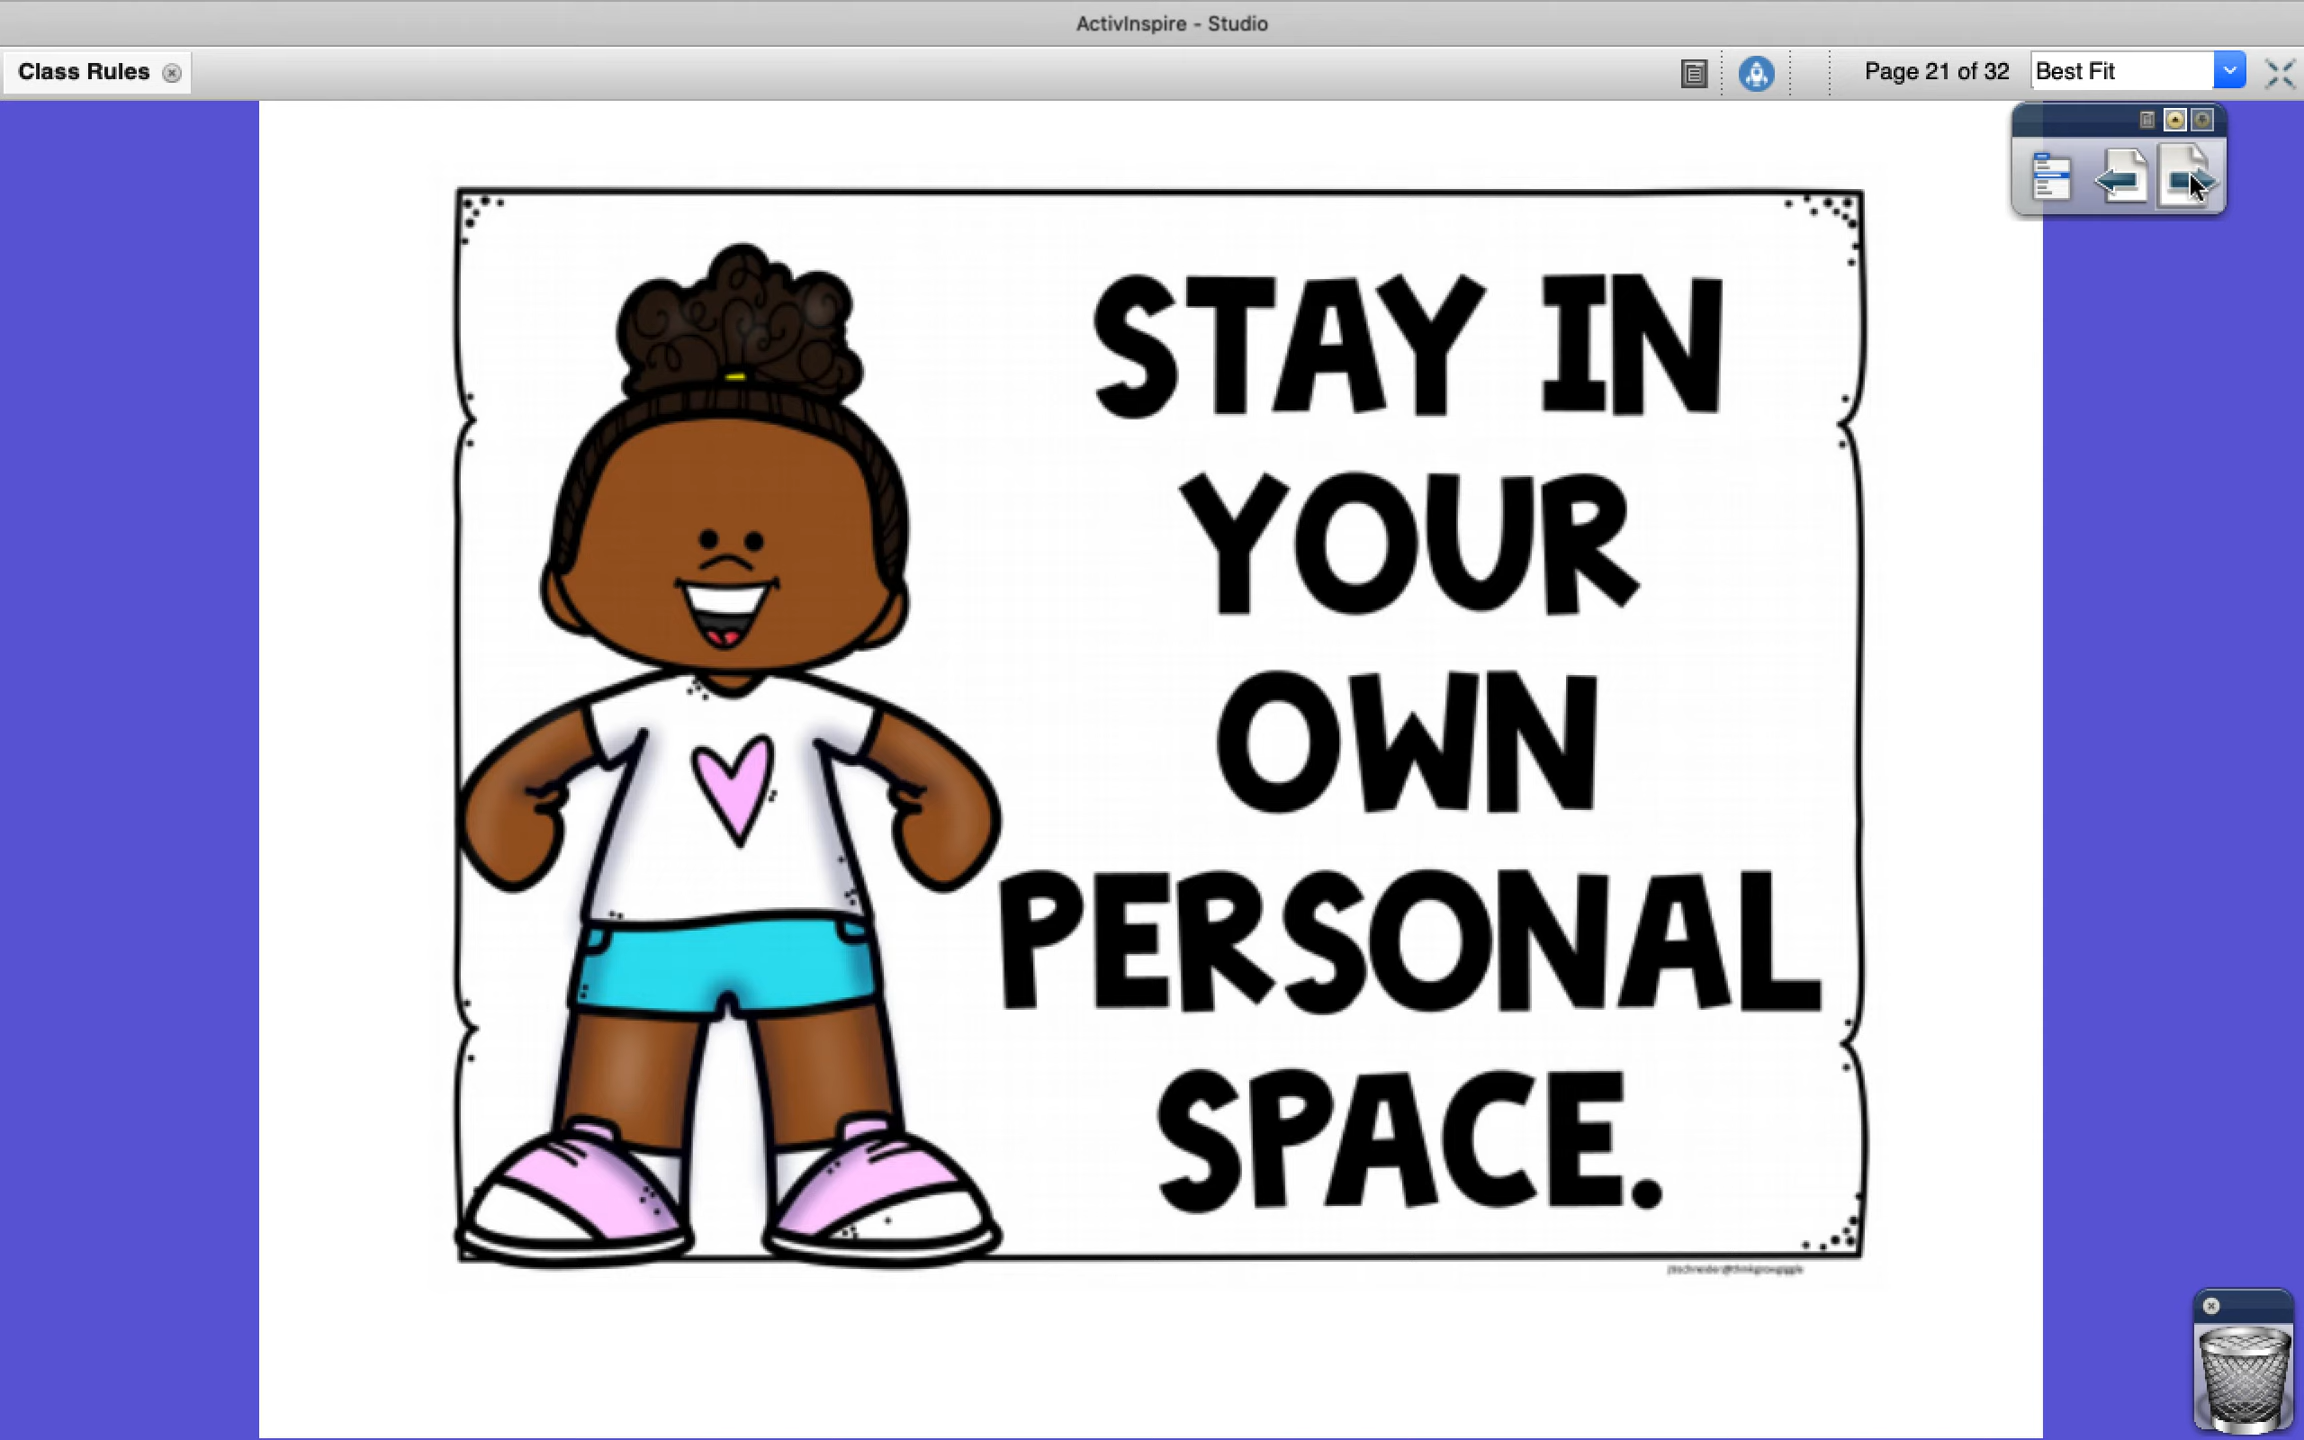 ActivInspire - Studio
Class Rules
Page 21 of 32
Best Fit
STAY IN
YOUR
OWN
PERSONAL
SPACE.